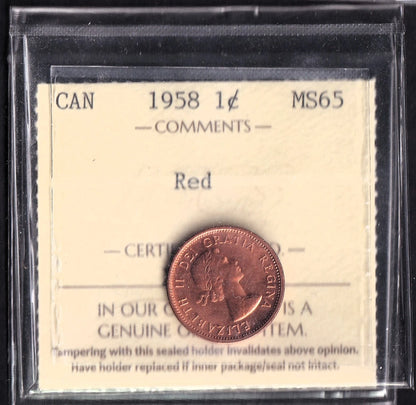 CAN 1958 1¢ MS65
— COMMENTS —
Red
— CERTIF O. —
IN OUR IS A
GENUINE ITEM.
Tampering with this sealed holder invalidates above opinion.
Have holder replaced if inner package/seal not intact.
ELIZABETH II DEI GRATIA REGINA